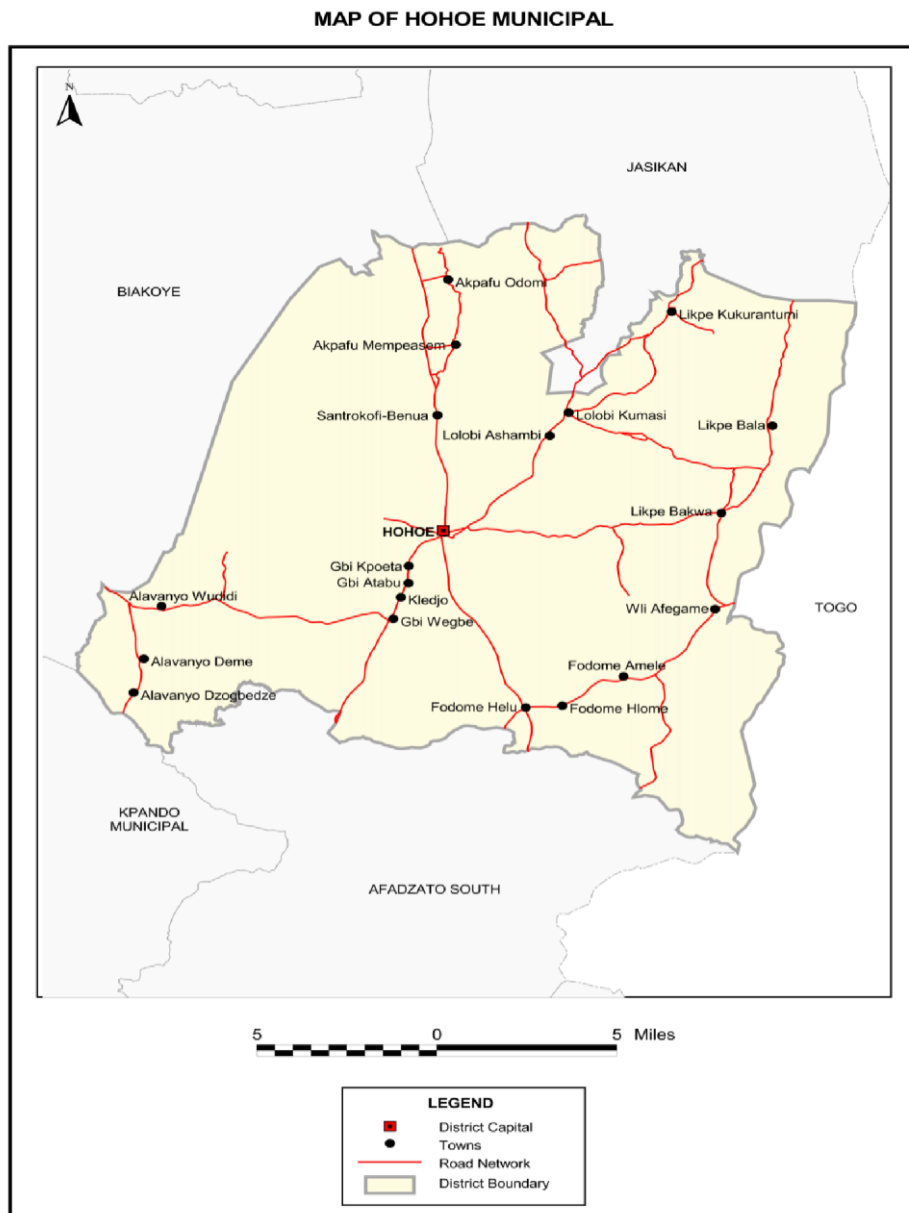 MAP OF HOHOE MUNICIPAL
N
JASIKAN
BIAKOYE
Akpafu Odomi
Likpe Kukurantumi
Akpafu Mempeasem
Santrokofi-Benua
Lolobi Kumasi
Lolobi Ashambi
Likpe Bala
Likpe Bakwa
HOHOE
Gbi Kpoeta
Gbi Atabu
Kledjo
Alavanyo Wudidi
Gbi Wegbe
Wli Afegame
TOGO
Alavanyo Deme
Fodome Amele
Alavanyo Dzogbedze
Fodome Helu
Fodome Hlome
KPANDO
MUNICIPAL
AFADZATO SOUTH
5 0 5 Miles
LEGEND
District Capital
Towns
Road Network
District Boundary